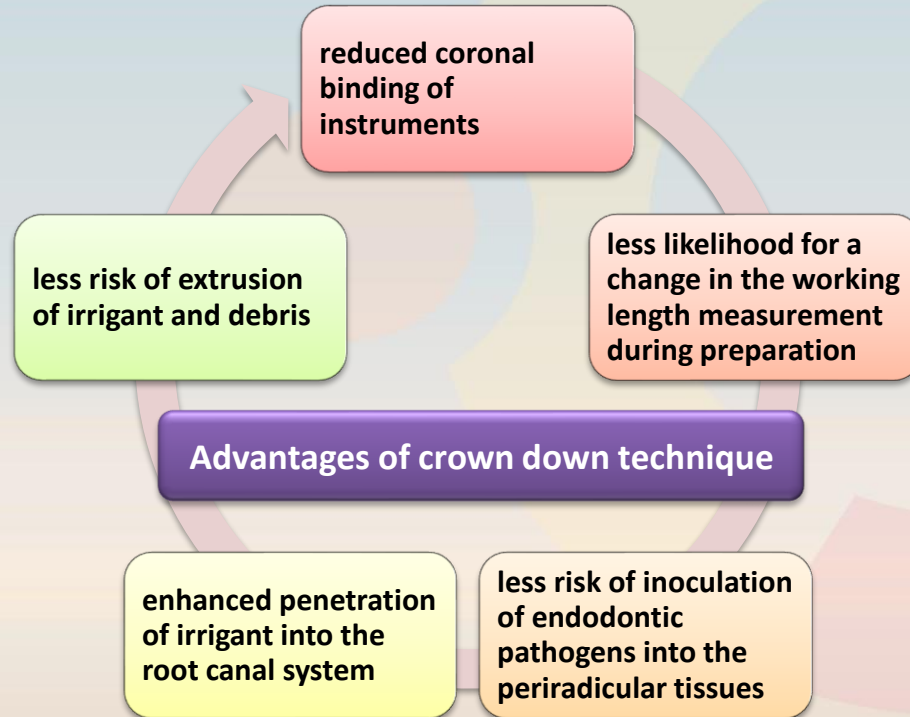 reduced coronal
binding of
instruments
less likelihood for a
change in the working
length measurement
during preparation
less risk of inoculation
of endodontic
pathogens into the
periradicular tissues
enhanced penetration
of irrigant into the
root canal system
less risk of extrusion
of irrigant and debris
Advantages of crown down technique